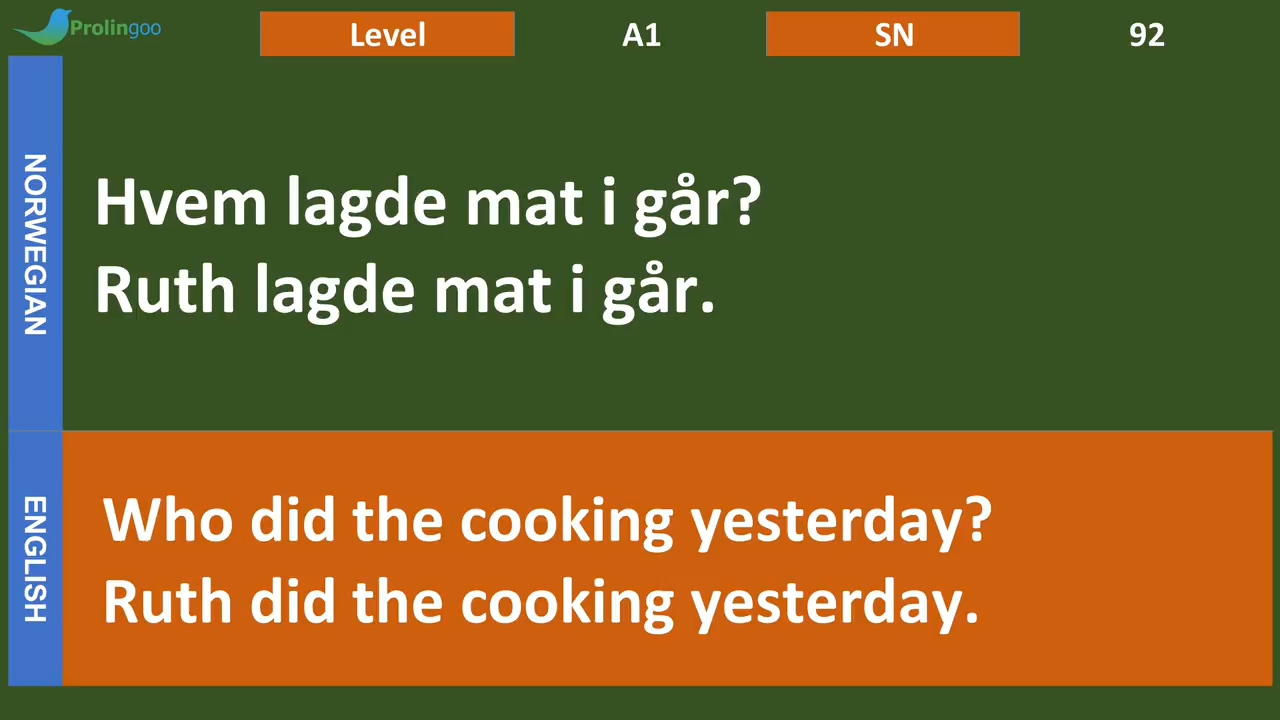 Prolingoo
Level A1 SN 92
NORWEGIAN
Hvem lagde mat i går?
Ruth lagde mat i går.
ENGLISH
Who did the cooking yesterday?
Ruth did the cooking yesterday.